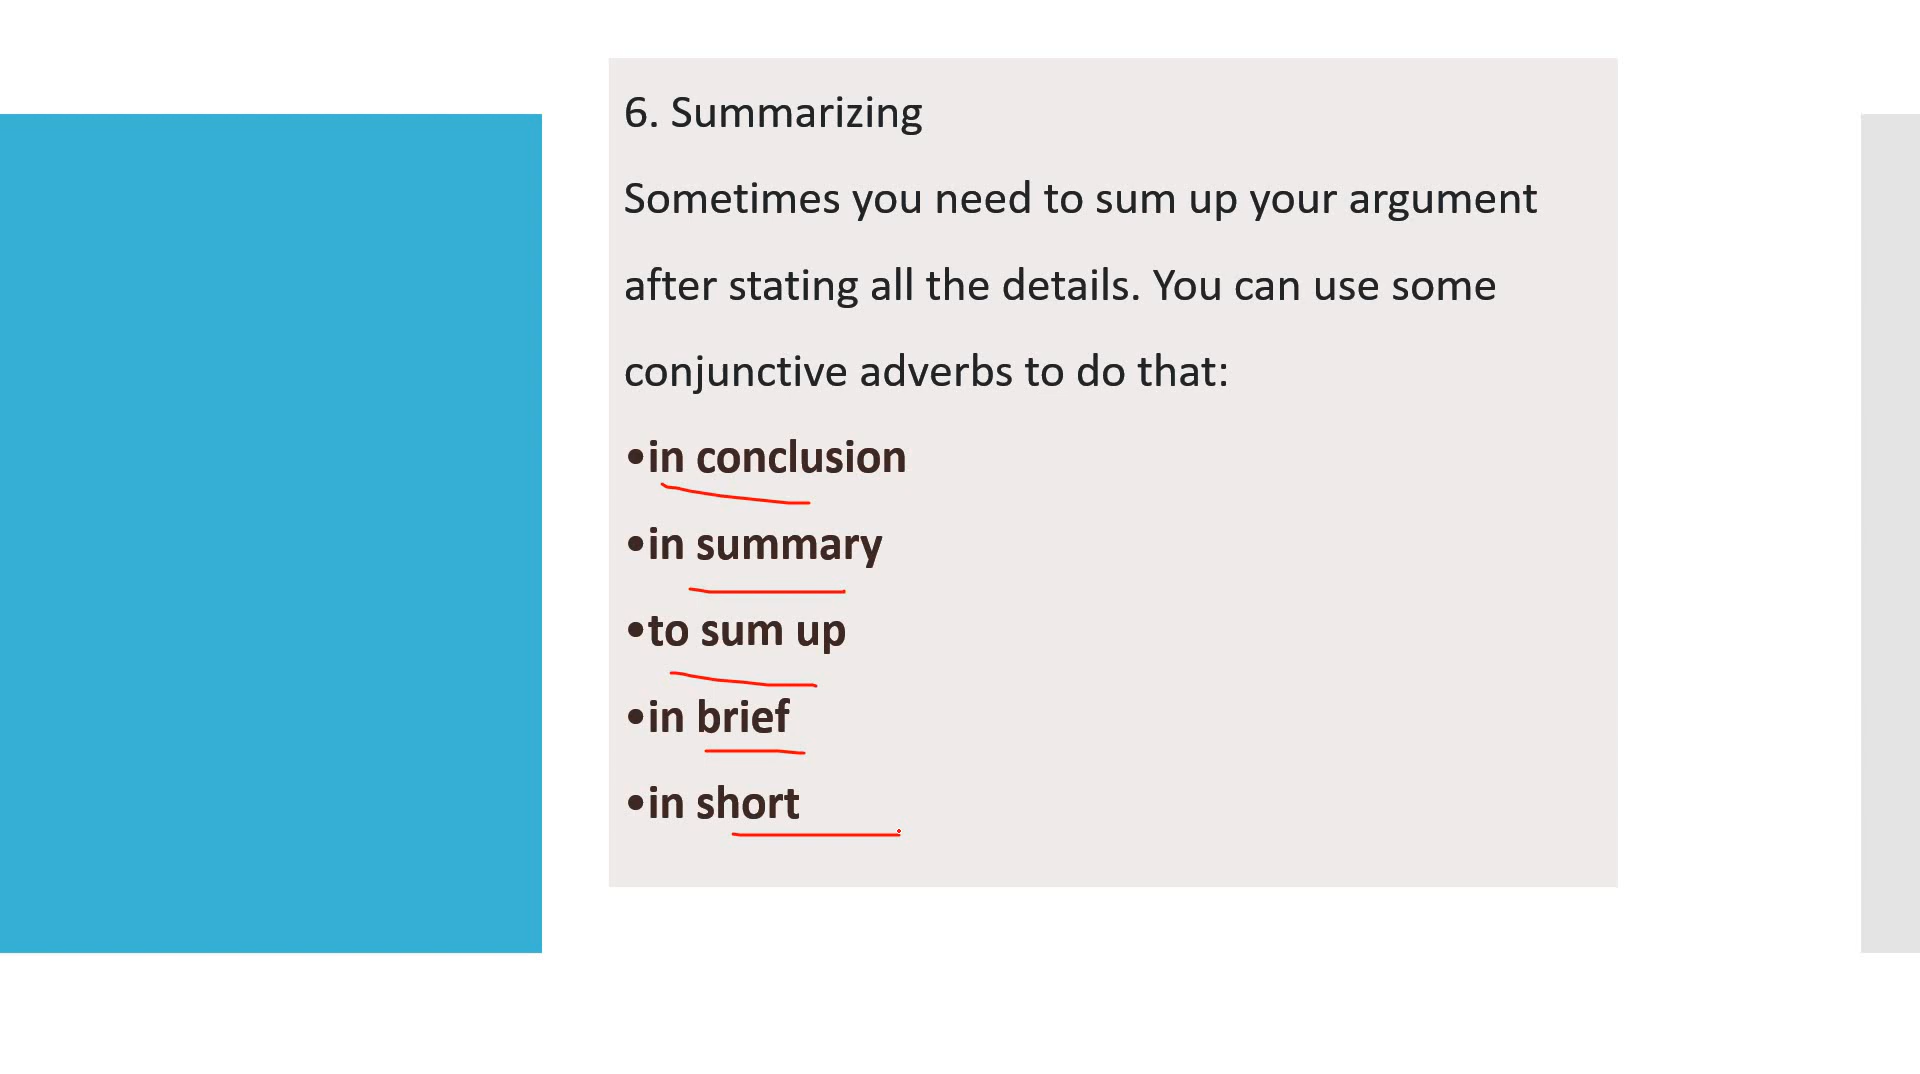 6. Summarizing
Sometimes you need to sum up your argument
after stating all the details. You can use some
conjunctive adverbs to do that:
•in conclusion
•in summary
•to sum up
•in brief
•in short